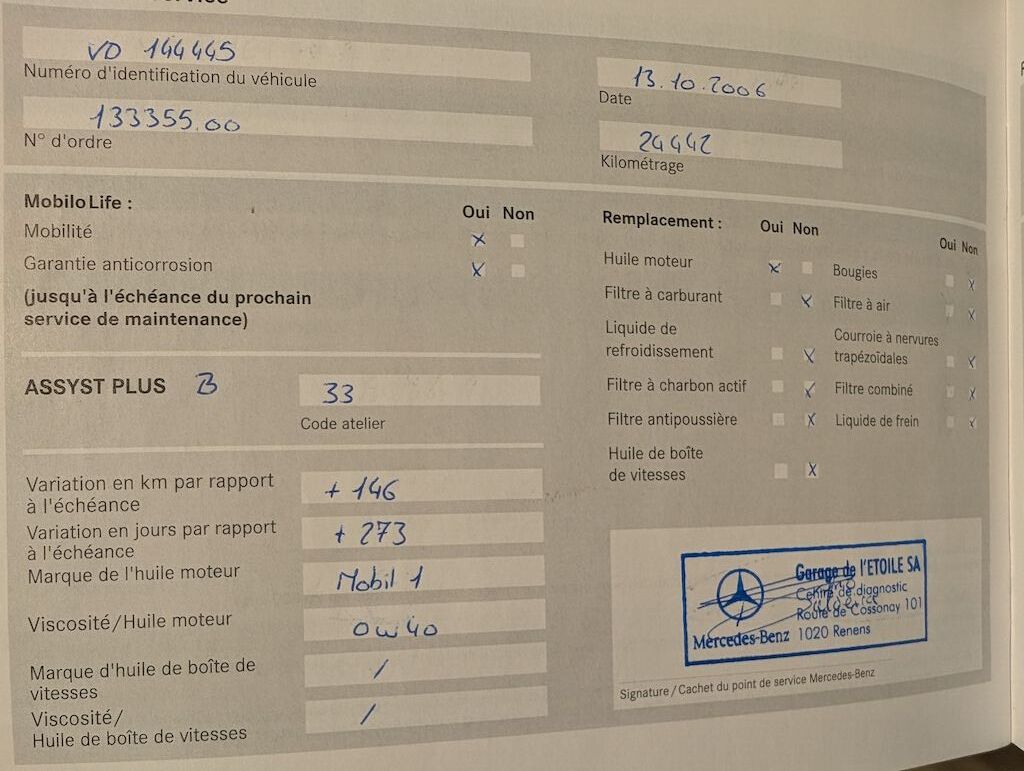 VD 144445
Numéro d'identification du véhicule
133355.00
N° d'ordre
13.10.2006
Date
24442
Kilométrage
MobiloLife :
Oui Non
Mobilité X
Garantie anticorrosion X
(jusqu'à l'échéance du prochain
service de maintenance)
ASSYST PLUS B
33
Code atelier
Variation en km par rapport
à l'échéance
+ 146
Variation en jours par rapport
à l'échéance
+ 273
Marque de l'huile moteur
Mobil 1
Viscosité/Huile moteur
0w40
Marque d'huile de boîte de
vitesses
/
Viscosité/
Huile de boîte de vitesses
/
Remplacement :
Oui Non
Huile moteur X
Filtre à carburant X
Liquide de
refroidissement X
Filtre à charbon actif X
Filtre antipoussière X
Huile de boîte
de vitesses X
Oui Non
Bougies X
Filtre à air X
Courroie à nervures
trapézoïdales X
Filtre combiné X
Liquide de frein X
Garage de l'ETOILE SA
Centre de diagnostic
Route de Cossonay 101
Mercedes-Benz 1020 Renens
Signature / Cachet du point de service Mercedes-Benz